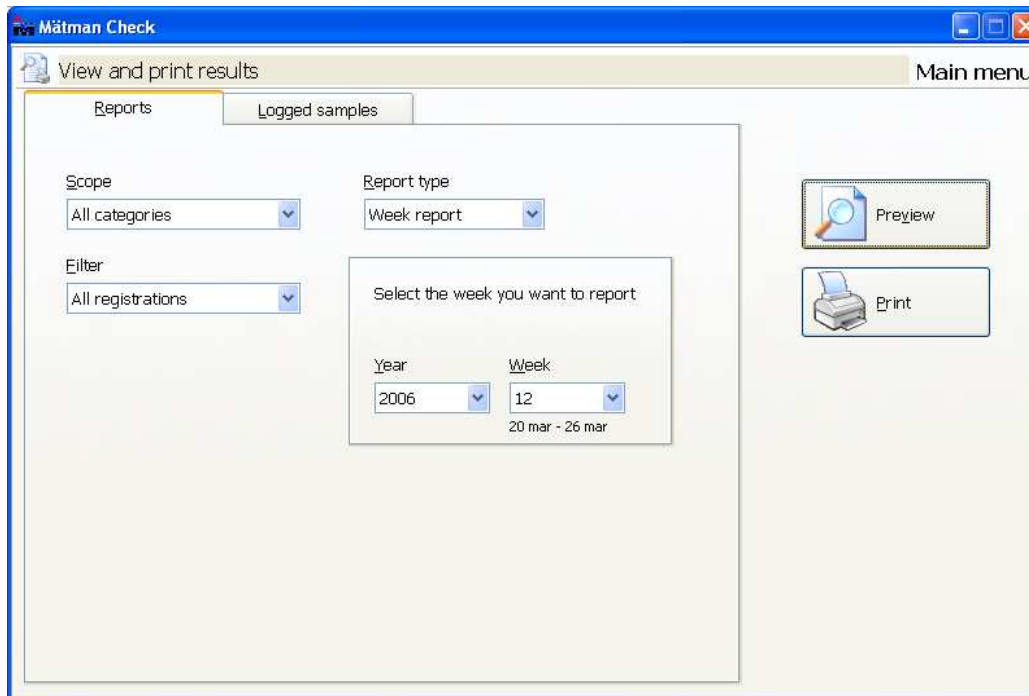 Mätman Check
View and print results
Main menu
Reports
Logged samples
Scope
Report type
All categories
Week report
Preview
Filter
All registrations
Select the week you want to report
Print
Year
Week
2006
12
20 mar - 26 mar